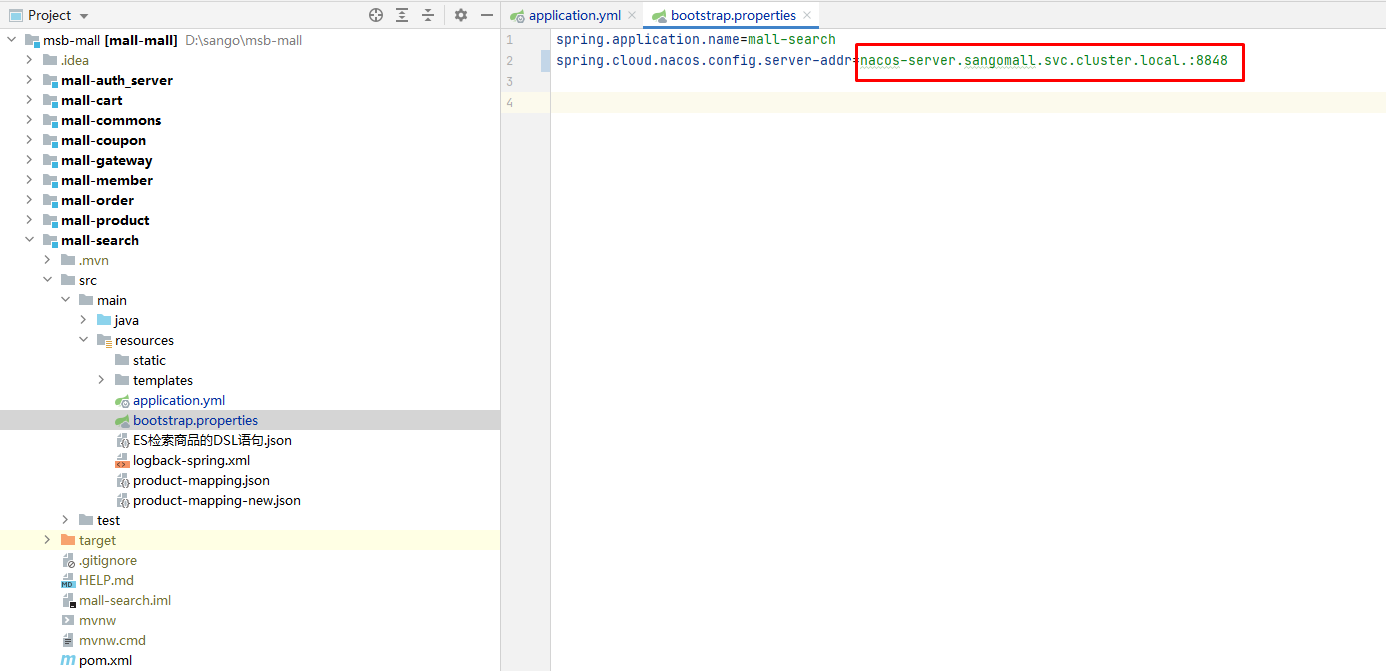 Project
application.yml
bootstrap.properties
msb-mall [mall-mall] D:\sango\msb-mall
.idea
mall-auth_server
mall-cart
mall-commons
mall-coupon
mall-gateway
mall-member
mall-order
mall-product
mall-search
.mvn
src
main
java
resources
static
templates
application.yml
bootstrap.properties
ES检索商品的DSL语句.json
logback-spring.xml
product-mapping.json
product-mapping-new.json
test
target
.gitignore
HELP.md
mall-search.iml
mvnw
mvnw.cmd
pom.xml
1 spring.application.name=mall-search
2 spring.cloud.nacos.config.server-addr=nacos-server.sangomall.svc.cluster.local.:8848
3
4